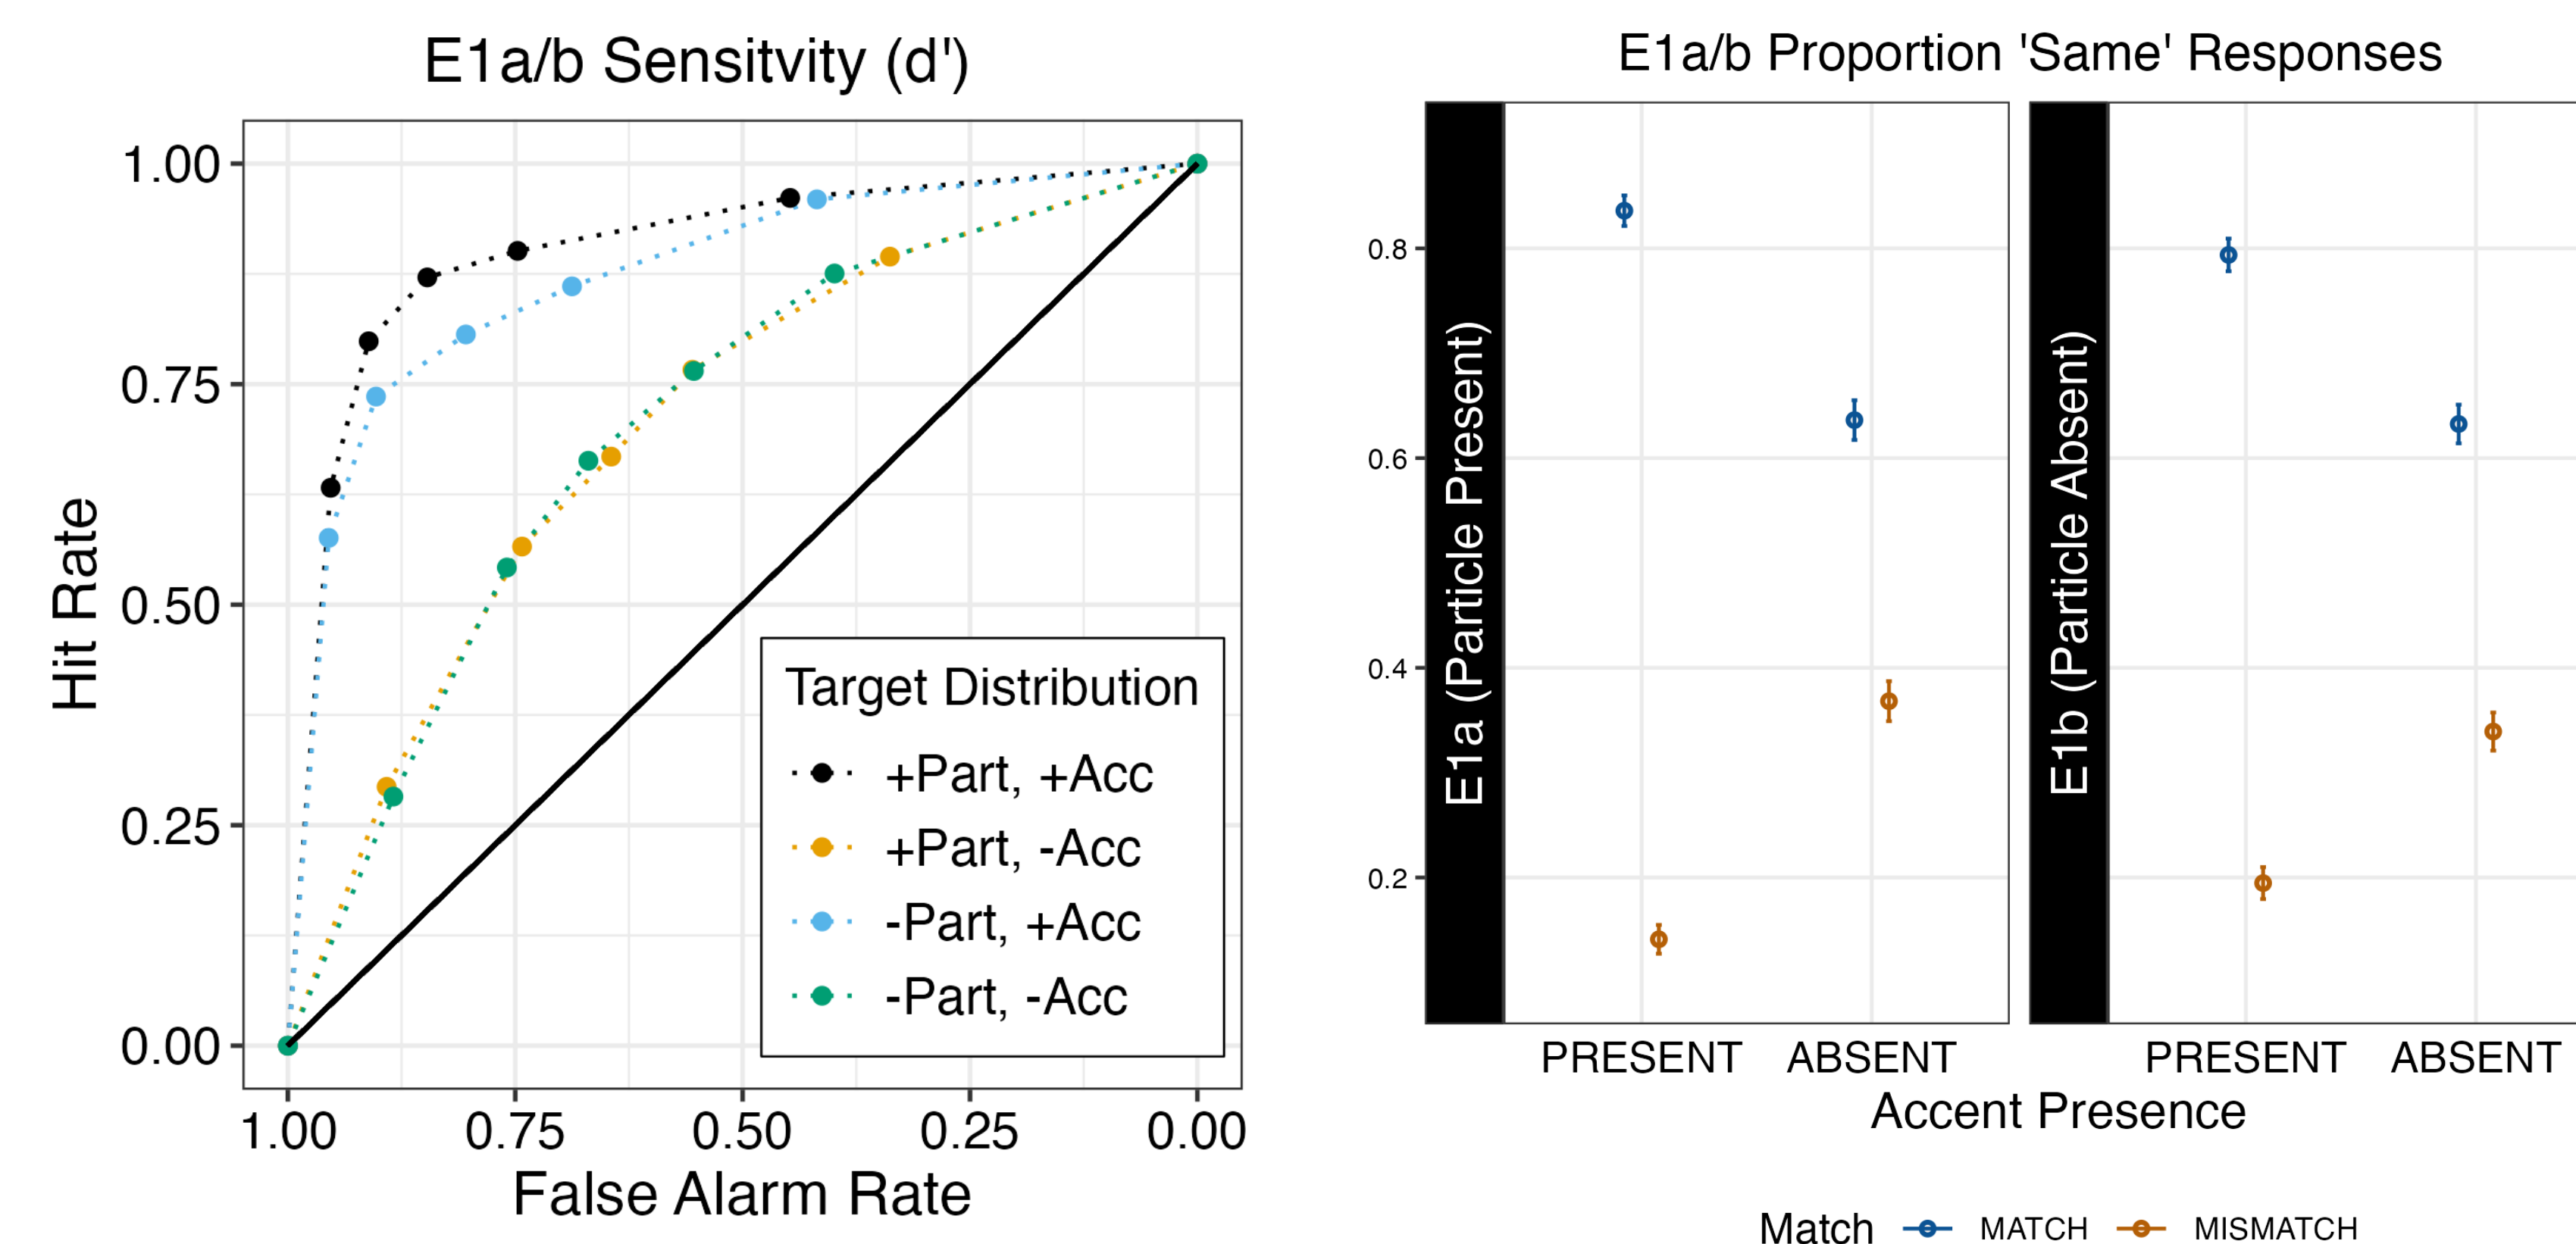 E1a/b Sensitvity (d')
1.00
0.75
0.50
0.25
0.00
Hit Rate
1.00 0.75 0.50 0.25 0.00
False Alarm Rate
Target Distribution
+Part, +Acc
+Part, -Acc
-Part, +Acc
-Part, -Acc
E1a/b Proportion 'Same' Responses
0.8
0.6
0.4
0.2
E1a (Particle Present)
E1b (Particle Absent)
PRESENT ABSENT PRESENT ABSENT
Accent Presence
Match MATCH MISMATCH